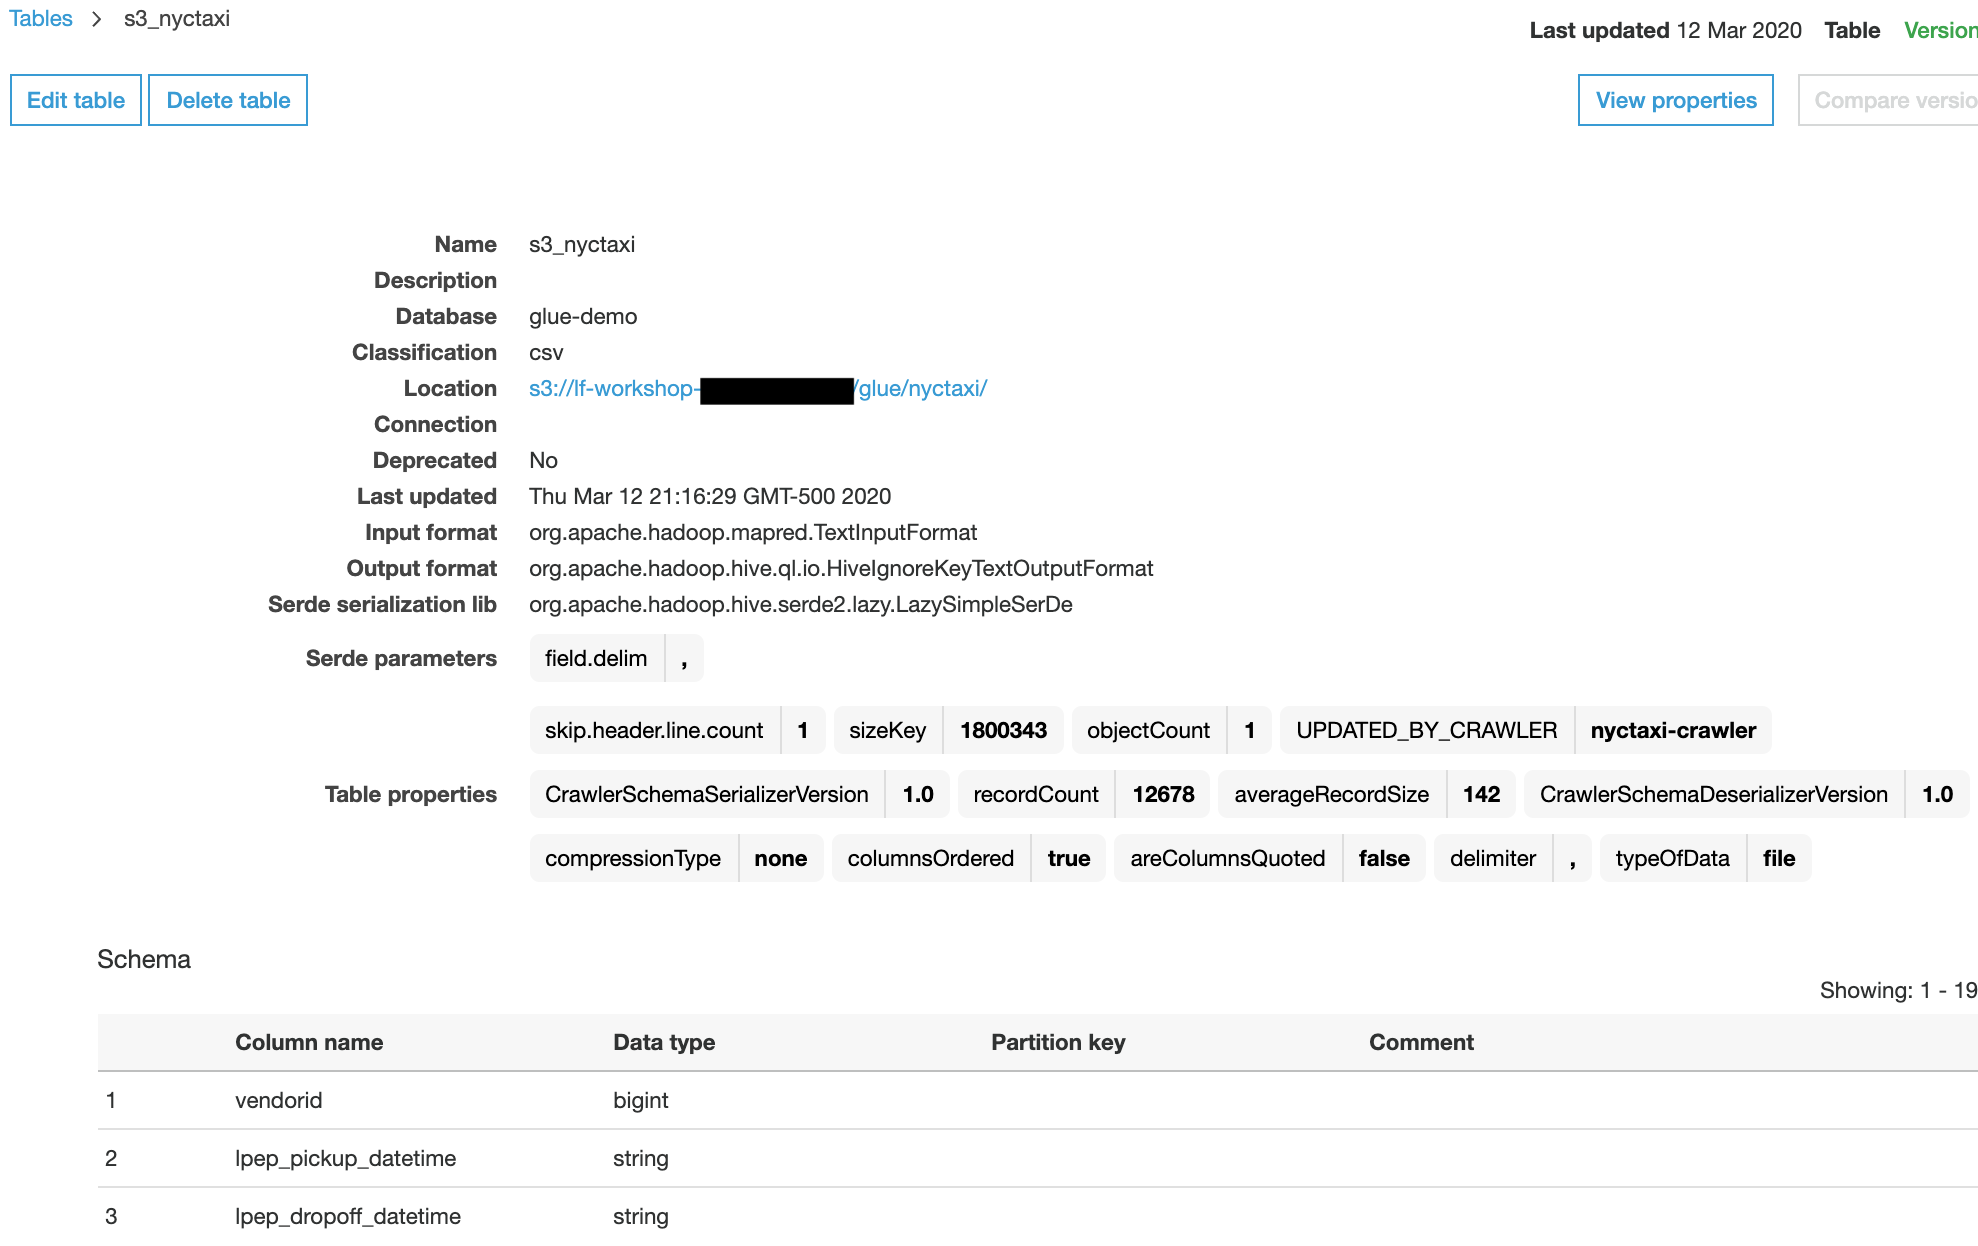 Tables > s3_nyctaxi
Last updated 12 Mar 2020 Table Version
Edit table Delete table View properties Compare versio
Name s3_nyctaxi
Description
Database glue-demo
Classification csv
Location s3://lf-workshop- /glue/nyctaxi/
Connection
Deprecated No
Last updated Thu Mar 12 21:16:29 GMT-500 2020
Input format org.apache.hadoop.mapred.TextInputFormat
Output format org.apache.hadoop.hive.ql.io.HiveIgnoreKeyTextOutputFormat
Serde serialization lib org.apache.hadoop.hive.serde2.lazy.LazySimpleSerDe
Serde parameters field.delim ,
skip.header.line.count 1 sizeKey 1800343 objectCount 1 UPDATED_BY_CRAWLER nyctaxi-crawler
Table properties CrawlerSchemaSerializerVersion 1.0 recordCount 12678 averageRecordSize 142 CrawlerSchemaDeserializerVersion 1.0
compressionType none columnsOrdered true areColumnsQuoted false delimiter , typeOfData file
Schema
Showing: 1 - 19
Column name Data type Partition key Comment
1 vendorid bigint
2 lpep_pickup_datetime string
3 lpep_dropoff_datetime string